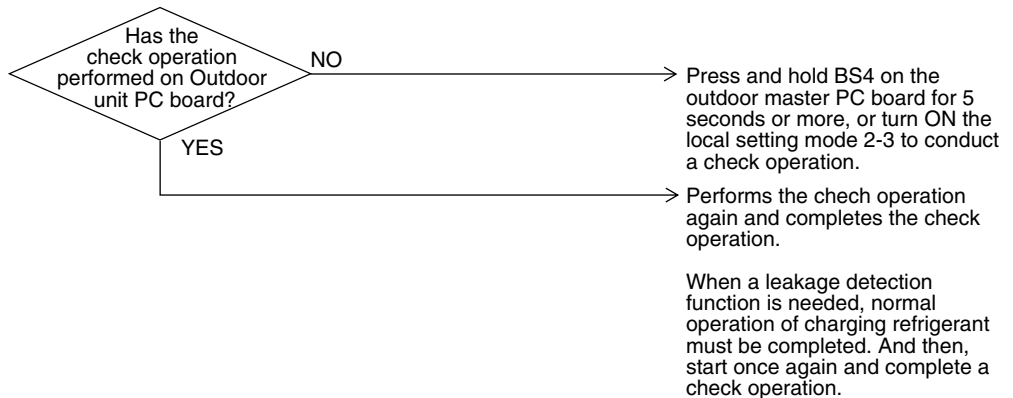 Has the
check operation
performed on Outdoor
unit PC board?
NO
Press and hold BS4 on the
outdoor master PC board for 5
seconds or more, or turn ON the
local setting mode 2-3 to conduct
a check operation.
YES
Performs the chech operation
again and completes the check
operation.
When a leakage detection
function is needed, normal
operation of charging refrigerant
must be completed. And then,
start once again and complete a
check operation.